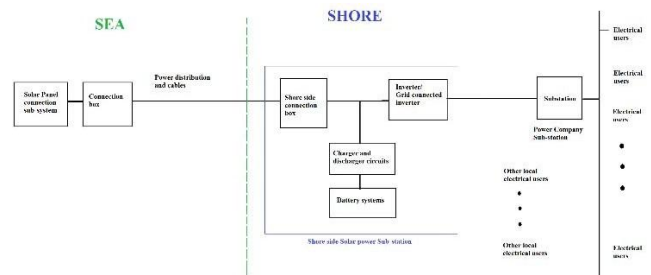 SEA
SHORE
Solar Panel
connection
sub system
Connection
box
Power distribution
and cables
Shore side
connection
box
Inverter/
Grid connected
inverter
Charger and
discharger circuits
Battery systems
Shore side Solar power Sub station
Substation
Power Company
Sub-station
Other local
electrical users
Other local
electrical users
Electrical
users
Electrical
users
Electrical
users
Electrical
users